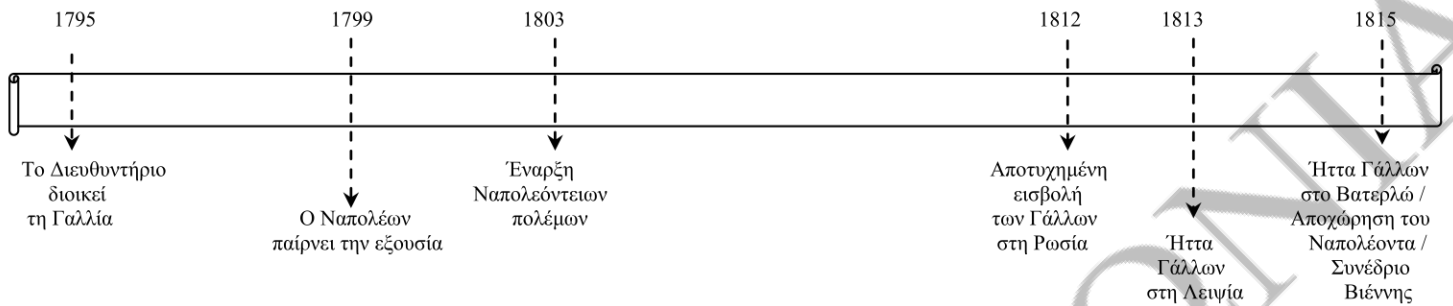 1795
1799
1803
1812
1813
1815
Το Διευθυντήριο
διοικεί
τη Γαλλία
Ο Ναπολέων
παίρνει την εξουσία
Έναρξη
Ναπολεόντειων
πολέμων
Αποτυχημένη
εισβολή
των Γάλλων
στη Ρωσία
Ήττα
Γάλλων
στη Λειψία
Ήττα Γάλλων
στο Βατερλώ /
Αποχώρηση του
Ναπολέοντα /
Συνέδριο
Βιέννης